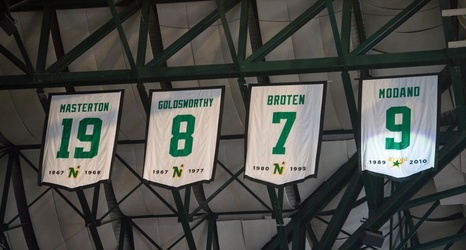 MASTERTON
19
1967 N 1968
GOLDSWORTHY
8
1967 N 1977
BROTEN
7
1980 N 1995
MODANO
9
1989 2010